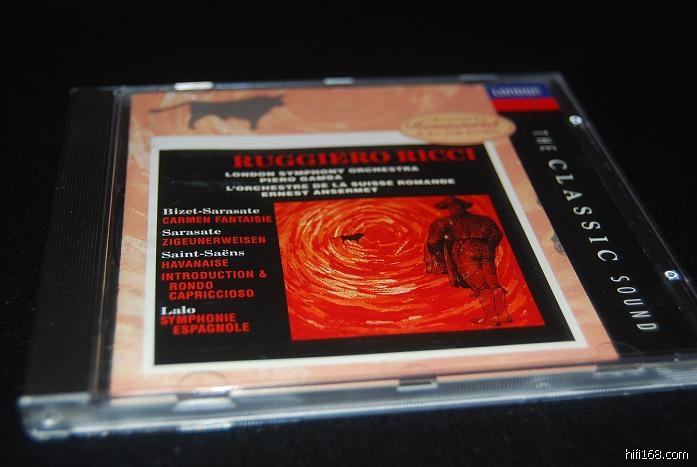 LONDON
RUGGIERO RICCI
LONDON SYMPHONY ORCHESTRA
PIERO GAMBA
L'ORCHESTRE DE LA SUISSE ROMANDE
ERNEST ANSERMET
Bizet-Sarasate
CARMEN FANTAISIE
Sarasate
ZIGEUNERWEISEN
Saint-Saëns
HAVANAISE
INTRODUCTION &
RONDO
CAPRICCIOSO
Lalo
SYMPHONIE
ESPAGNOLE
THE CLASSIC SOUND
hifi168.com